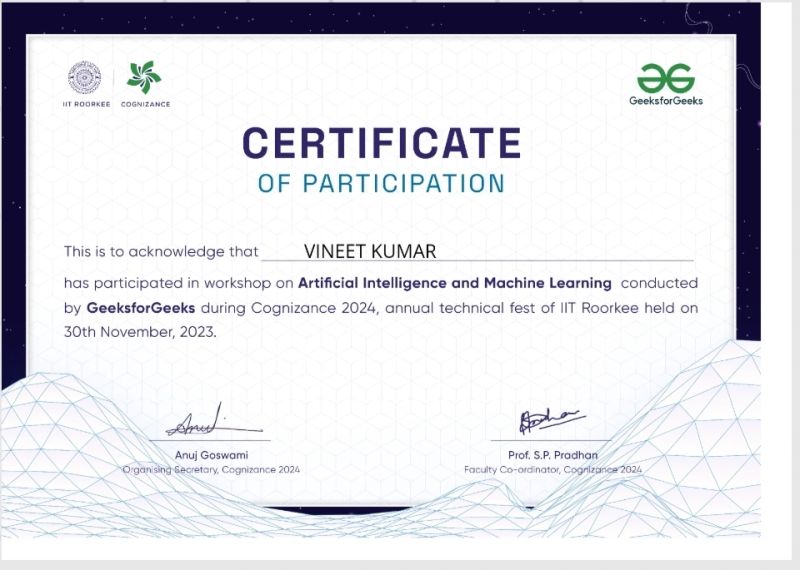 IIT ROORKEE
COGNIZANCE
GeeksforGeeks
CERTIFICATE
OF PARTICIPATION
This is to acknowledge that VINEET KUMAR
has participated in workshop on Artificial Intelligence and Machine Learning conducted
by GeeksforGeeks during Cognizance 2024, annual technical fest of IIT Roorkee held on
30th November, 2023.
Anuj Goswami
Organising Secretary, Cognizance 2024
Prof. S.P. Pradhan
Faculty Co-ordinator, Cognizance 2024